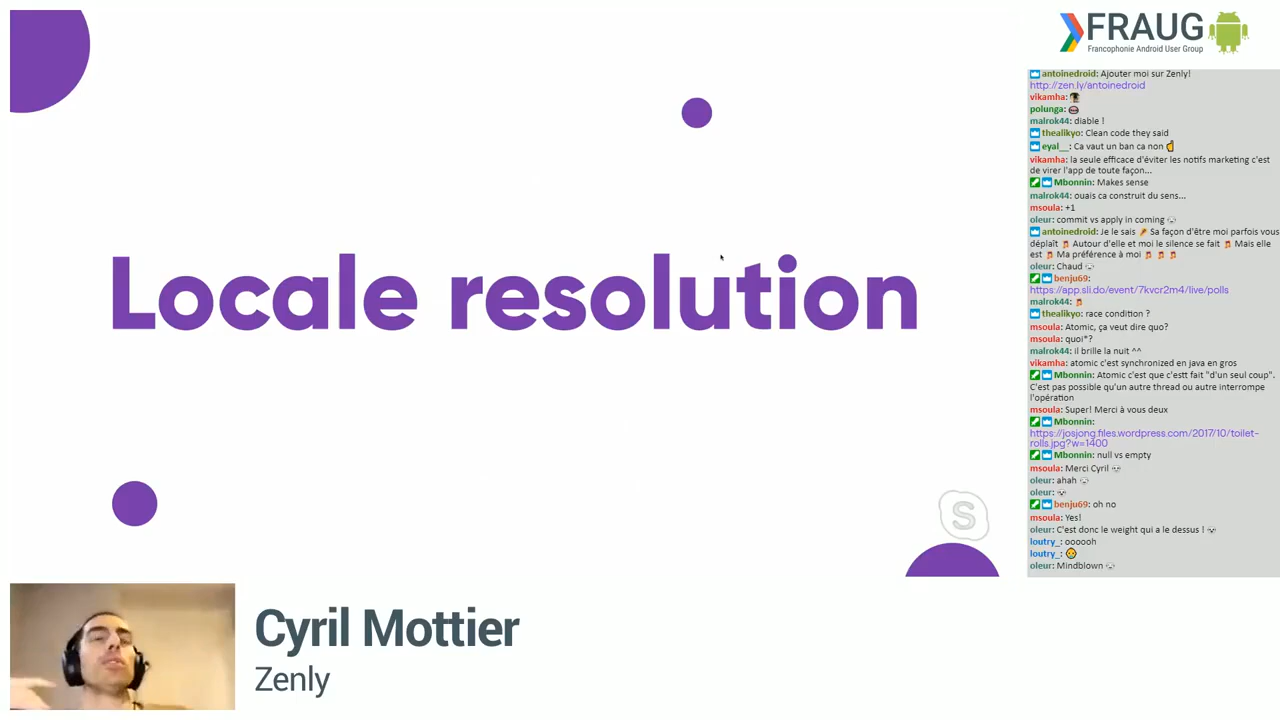 Locale resolution
S
Cyril Mottier
Zenly
FRAUG
Francophonie Android User Group
antoinedroid: Ajouter moi sur Zenly!
http://zen.ly/antoinedroid
vikamha:
polunga:
malrok44: diable !
thealikyo: Clean code they said
eyal__: Ca vaut un ban ca non
vikamha: la seule efficace d'éviter les notifs marketing c'est
de virer l'app de toute façon...
Mbonnin: Makes sense
malrok44: ouais ca construit du sens...
msoula: +1
oleur: commit vs apply in coming
antoinedroid: Je le sais Sa façon d'être moi parfois vous
déplaît Autour d'elle et moi le silence se fait Mais elle
est Ma préférence à moi
oleur: Chaud
benju69:
https://app.sli.do/event/7kvcr2m4/live/polls
malrok44:
thealikyo: race condition ?
msoula: Atomic, ça veut dire quo?
msoula: quoi*?
malrok44: il brille la nuit ^^
vikamha: atomic c'est synchronized en java en gros
Mbonnin: Atomic c'est que c'estt fait "d'un seul coup".
C'est pas possible qu'un autre thread ou autre interrompe
l'opération
msoula: Super! Merci à vous deux
Mbonnin:
https://josjong.files.wordpress.com/2017/10/toilet-
rolls.jpg?w=1400
Mbonnin: null vs empty
msoula: Merci Cyril
oleur: ahah
oleur:
benju69: oh no
msoula: Yes!
oleur: C'est donc le weight qui a le dessus !
loutry_: oooooh
loutry_:
oleur: Mindblown